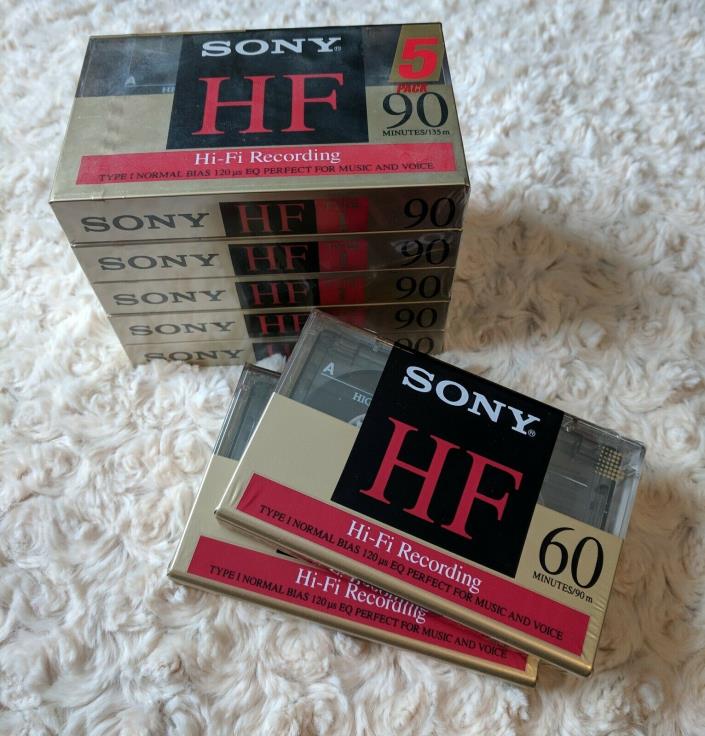 SONY®
A
HF
5
PACK
90
MINUTES/135 m
Hi-Fi Recording
TYPE I NORMAL BIAS 120 µs EQ PERFECT FOR MUSIC AND VOICE
SONY HF 90
SONY HF 90
SONY HF 90
SONY HF 90
SONY HF 90
A
SONY®
HF
60
MINUTES/90 m
Hi-Fi Recording
TYPE I NORMAL BIAS 120 µs EQ PERFECT FOR MUSIC AND VOICE
Hi-Fi Recording
TYPE I NORMAL BIAS 120 µs EQ PERFECT FOR MUSIC AND VOICE